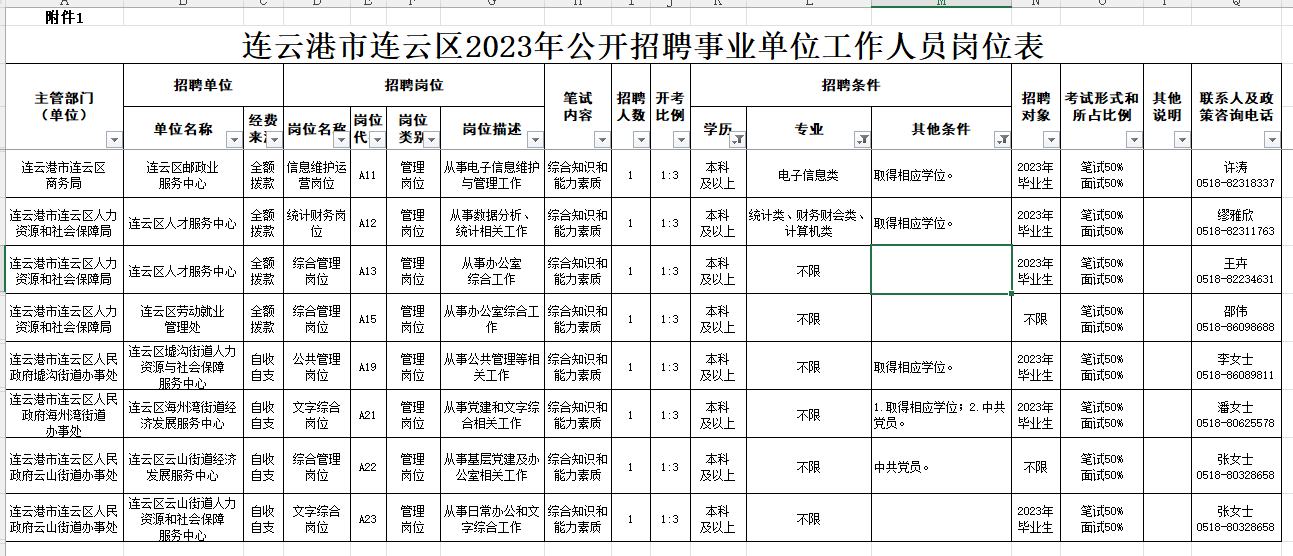 附件1
连云港市连云区2023年公开招聘事业单位工作人员岗位表
主管部门
（单位）
招聘单位
招聘岗位
笔试
内容
招聘
人数
开考
比例
招聘条件
招聘
对象
考试形式和
所占比例
其他
说明
联系人及政
策咨询电话
单位名称
经费
来
岗位名称
岗位
代
岗位
类别
岗位描述
学历
专业
其他条件
连云港市连云区
商务局
连云区邮政业
服务中心
全额
拨款
信息维护运
营岗位
A11
管理
岗位
从事电子信息维护
与管理工作
综合知识和
能力素质
1
1:3
本科
及以上
电子信息类
取得相应学位。
2023年
毕业生
笔试50%
面试50%
许涛
0518-82318337
连云港市连云区人力
资源和社会保障局
连云区人才服务中心
全额
拨款
统计财务岗
位
A12
管理
岗位
从事数据分析、
统计相关工作
综合知识和
能力素质
1
1:3
本科
及以上
统计类、财务财会类、
计算机类
取得相应学位。
2023年
毕业生
笔试50%
面试50%
缪雅欣
0518-82311763
连云港市连云区人力
资源和社会保障局
连云区人才服务中心
全额
拨款
综合管理
岗位
A13
管理
岗位
从事办公室
综合工作
综合知识和
能力素质
1
1:3
本科
及以上
不限
2023年
毕业生
笔试50%
面试50%
王卉
0518-82234631
连云港市连云区人力
资源和社会保障局
连云区劳动就业
管理处
全额
拨款
综合管理
岗位
A15
管理
岗位
从事办公室综合工
作
综合知识和
能力素质
1
1:3
本科
及以上
不限
不限
笔试50%
面试50%
邵伟
0518-86098688
连云港市连云区人民
政府墟沟街道办事处
连云区墟沟街道人力
资源与社会保障
服务中心
自收
自支
公共管理
岗位
A19
管理
岗位
从事公共管理等相
关工作
综合知识和
能力素质
1
1:3
本科
及以上
不限
取得相应学位。
2023年
毕业生
笔试50%
面试50%
李女士
0518-86089811
连云港市连云区人民
政府海州湾街道
办事处
连云区海州湾街道经
济发展服务中心
自收
自支
文字综合
岗位
A21
管理
岗位
从事党建和文字综
合相关工作
综合知识和
能力素质
1
1:3
本科
及以上
不限
1.取得相应学位；2.中共
党员。
2023年
毕业生
笔试50%
面试50%
潘女士
0518-80625578
连云港市连云区人民
政府云山街道办事处
连云区云山街道经济
发展服务中心
自收
自支
综合管理
岗位
A22
管理
岗位
从事基层党建及办
公室相关工作
综合知识和
能力素质
1
1:3
本科
及以上
不限
中共党员。
不限
笔试50%
面试50%
张女士
0518-80328658
连云港市连云区人民
政府云山街道办事处
连云区云山街道人力
资源和社会保障
服务中心
自收
自支
文字综合
岗位
A23
管理
岗位
从事日常办公和文
字综合工作
综合知识和
能力素质
1
1:3
本科
及以上
不限
2023年
毕业生
笔试50%
面试50%
张女士
0518-80328658